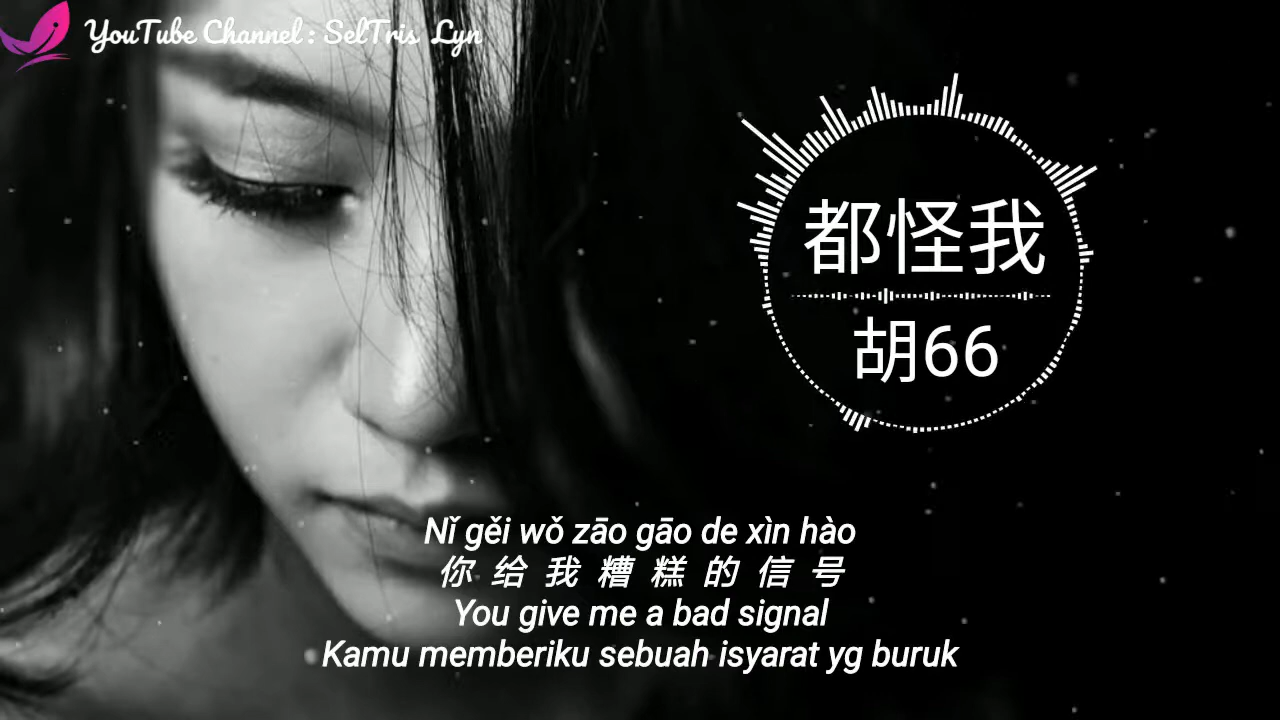 YouTube Channel : SelTris Lyn
都怪我
胡66
Nǐ gěi wǒ zāo gāo de xìn hào
你 给 我 糟 糕 的 信 号
You give me a bad signal
Kamu memberiku sebuah isyarat yg buruk